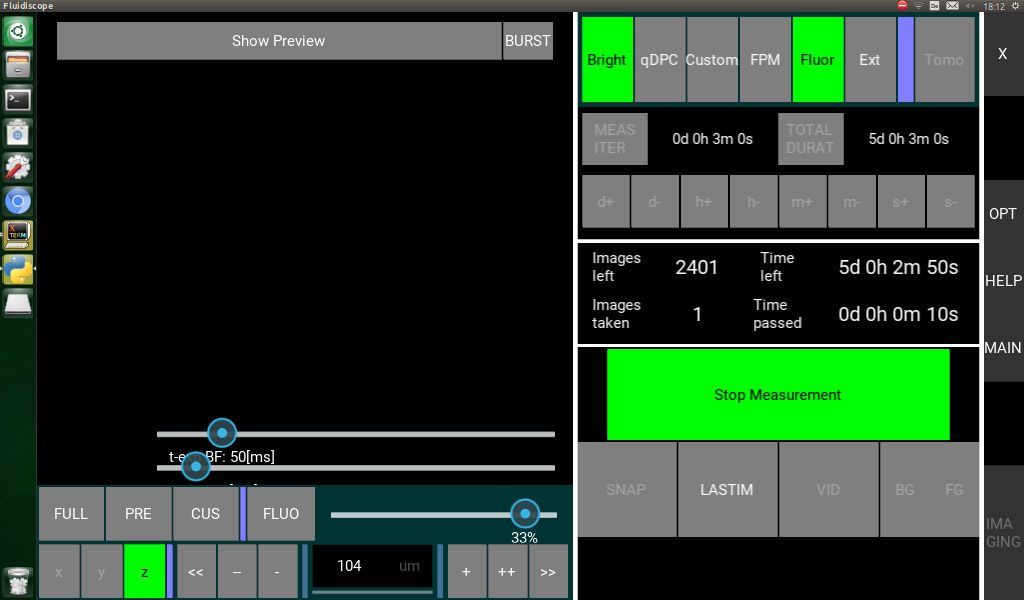 Fluidiscope
De
18:12
Show Preview
BURST
Bright
qDPC
Custom
FPM
Fluor
Ext
Tomo
X
MEAS
ITER
0d 0h 3m 0s
TOTAL
DURAT
5d 0h 3m 0s
d+
d-
h+
h-
m+
m-
s+
s-
OPT
HELP
MAIN
Images
left
2401
Time
left
5d 0h 2m 50s
Images
taken
1
Time
passed
0d 0h 0m 10s
Stop Measurement
t-e BF: 50[ms]
SNAP
LASTIM
VID
BG
FG
IMA
GING
FULL
PRE
CUS
FLUO
33%
x
y
z
<<
--
-
104
um
+
++
>>
XTERM
>_